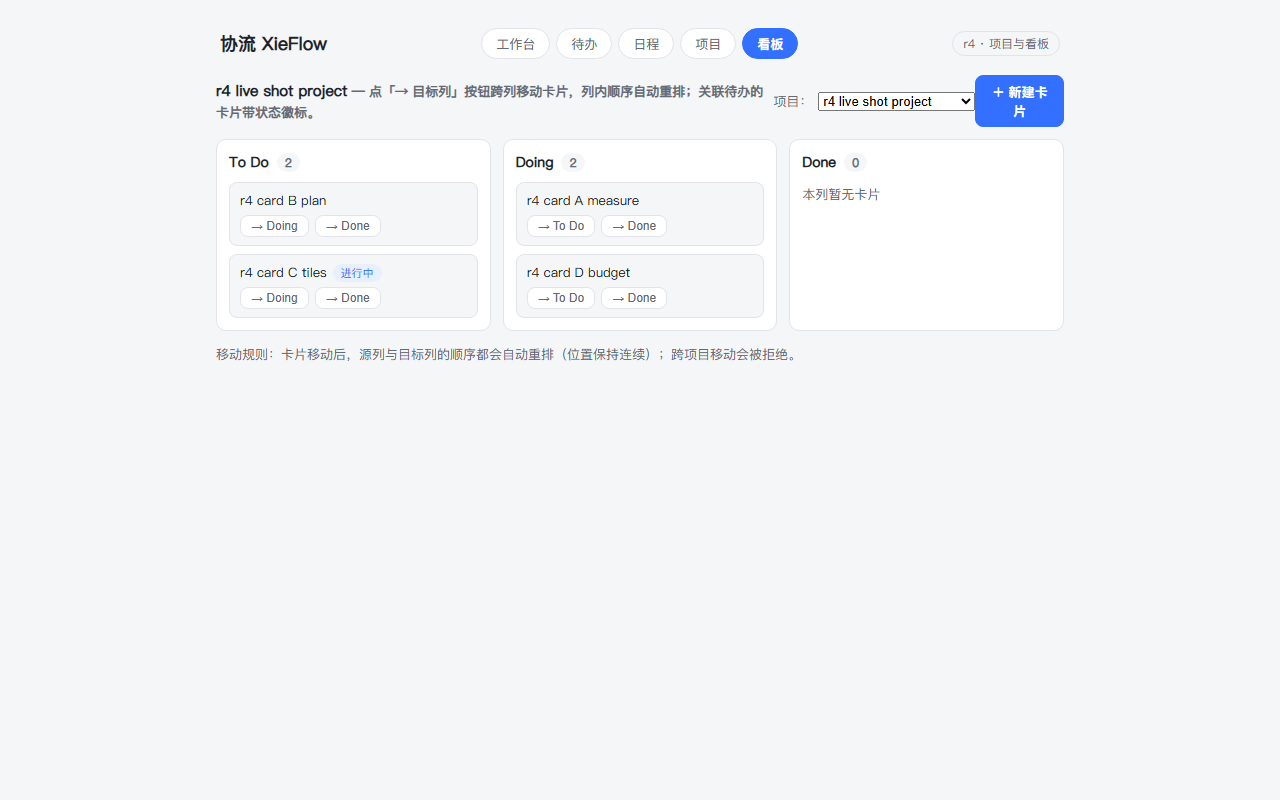 协流 XieFlow
工作台
待办
日程
项目
看板
r4 · 项目与看板
r4 live shot project — 点「→ 目标列」按钮跨列移动卡片，列内顺序自动重排；关联待办的
卡片带状态徽标。
项目：
r4 live shot project
＋ 新建卡
片
To Do 2
r4 card B plan
→ Doing
→ Done
r4 card C tiles 进行中
→ Doing
→ Done
Doing 2
r4 card A measure
→ To Do
→ Done
r4 card D budget
→ To Do
→ Done
Done 0
本列暂无卡片
移动规则：卡片移动后，源列与目标列的顺序都会自动重排（位置保持连续）；跨项目移动会被拒绝。